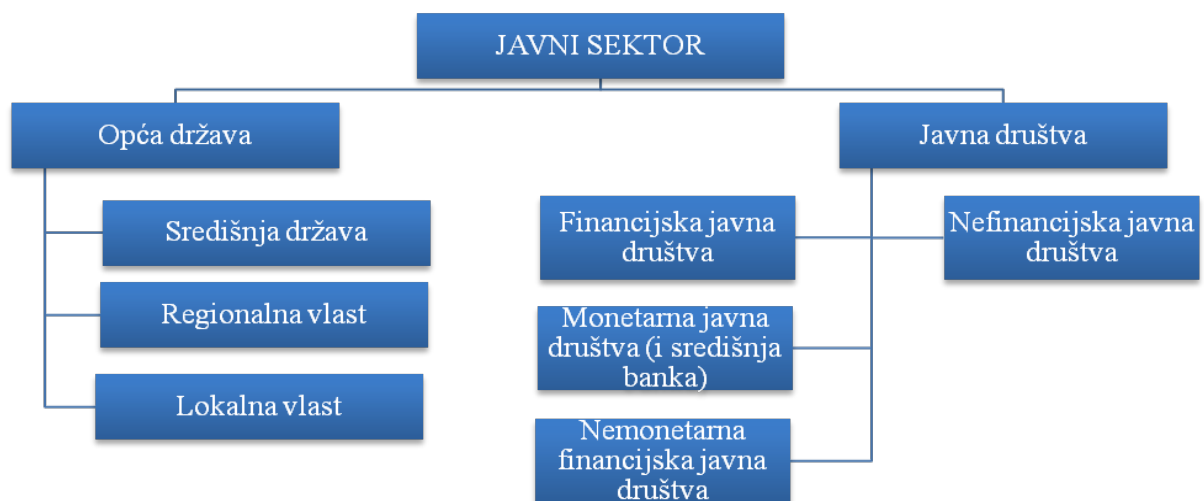 JAVNI SEKTOR
Opća država
Središnja država
Regionalna vlast
Lokalna vlast
Javna društva
Financijska javna
društva
Nefinancijska javna
društva
Monetarna javna
društva (i središnja
banka)
Nemonetarna
financijska javna
društva